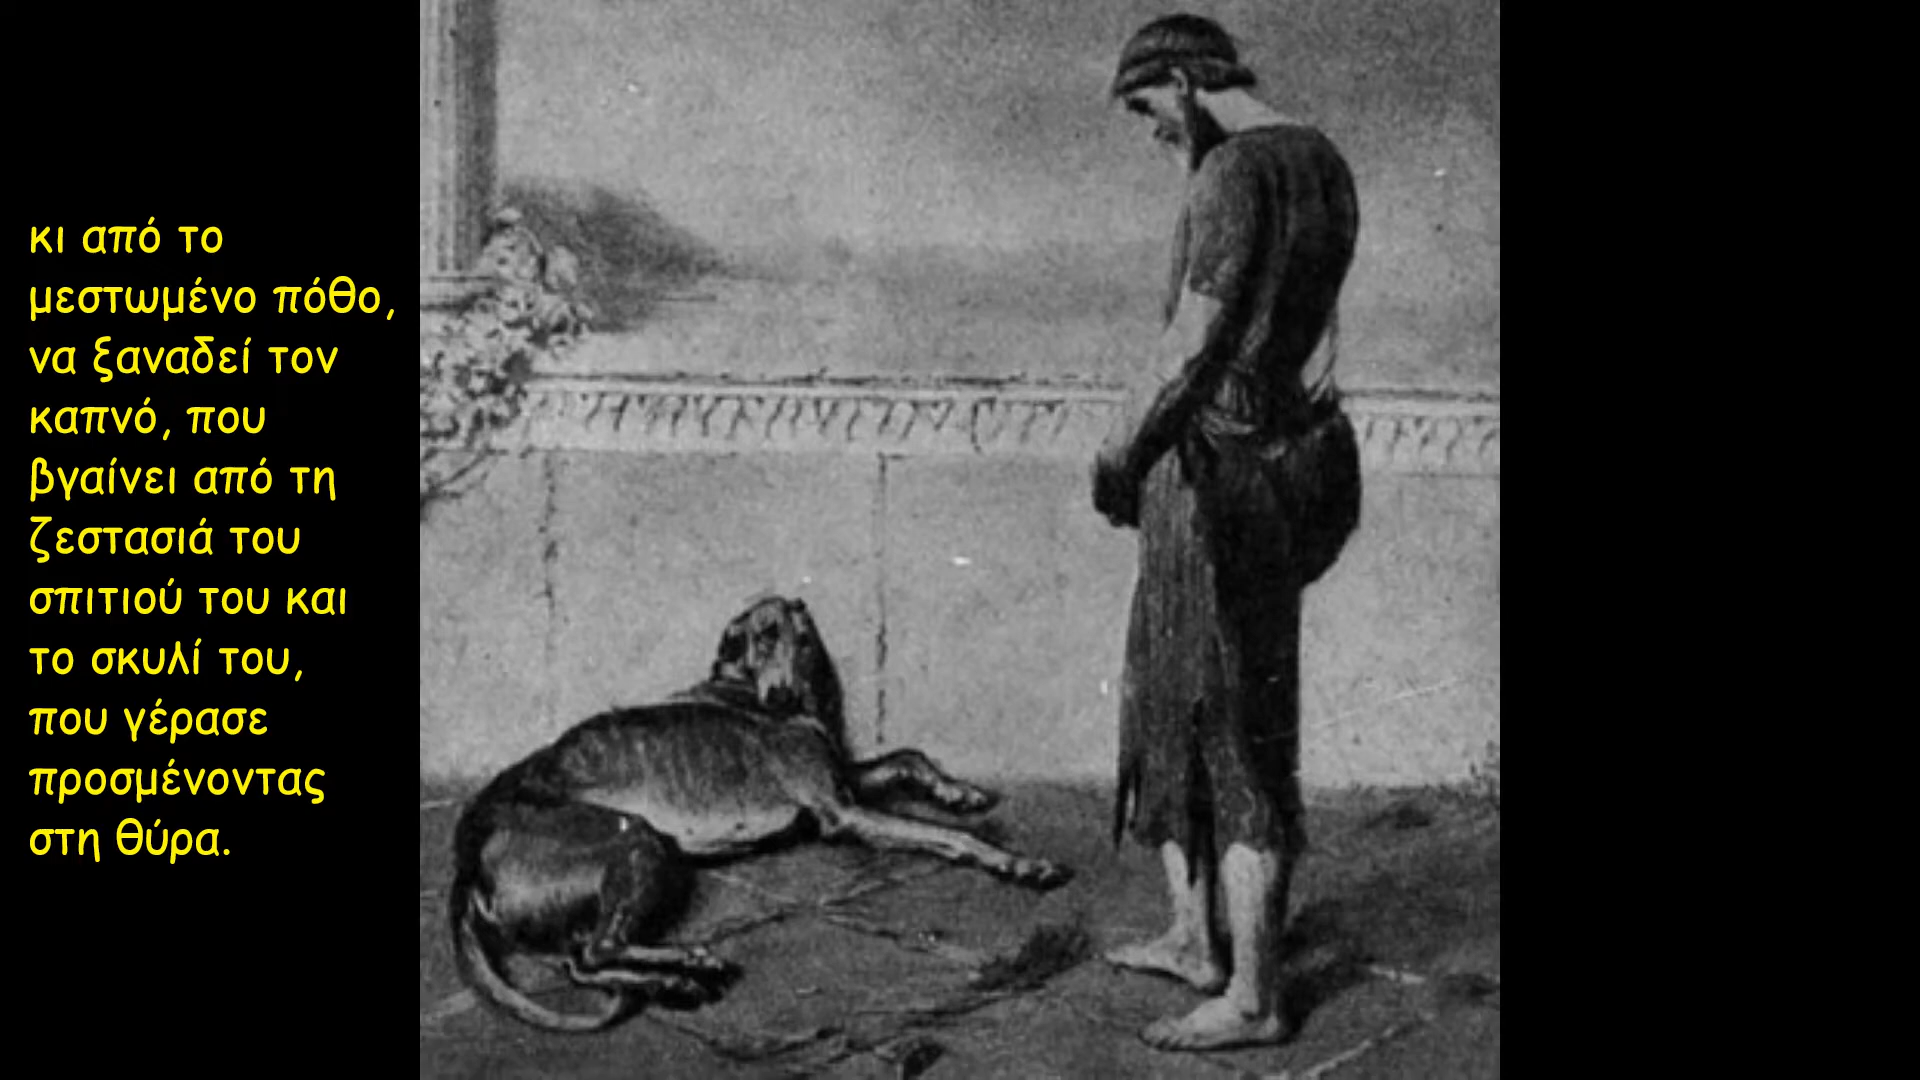 κι από το
μεστωμένο πόθο,
να ξαναδεί τον
καπνό, που
βγαίνει από τη
ζεστασιά του
σπιτιού του και
το σκυλί του,
που γέρασε
προσμένοντας
στη θύρα.